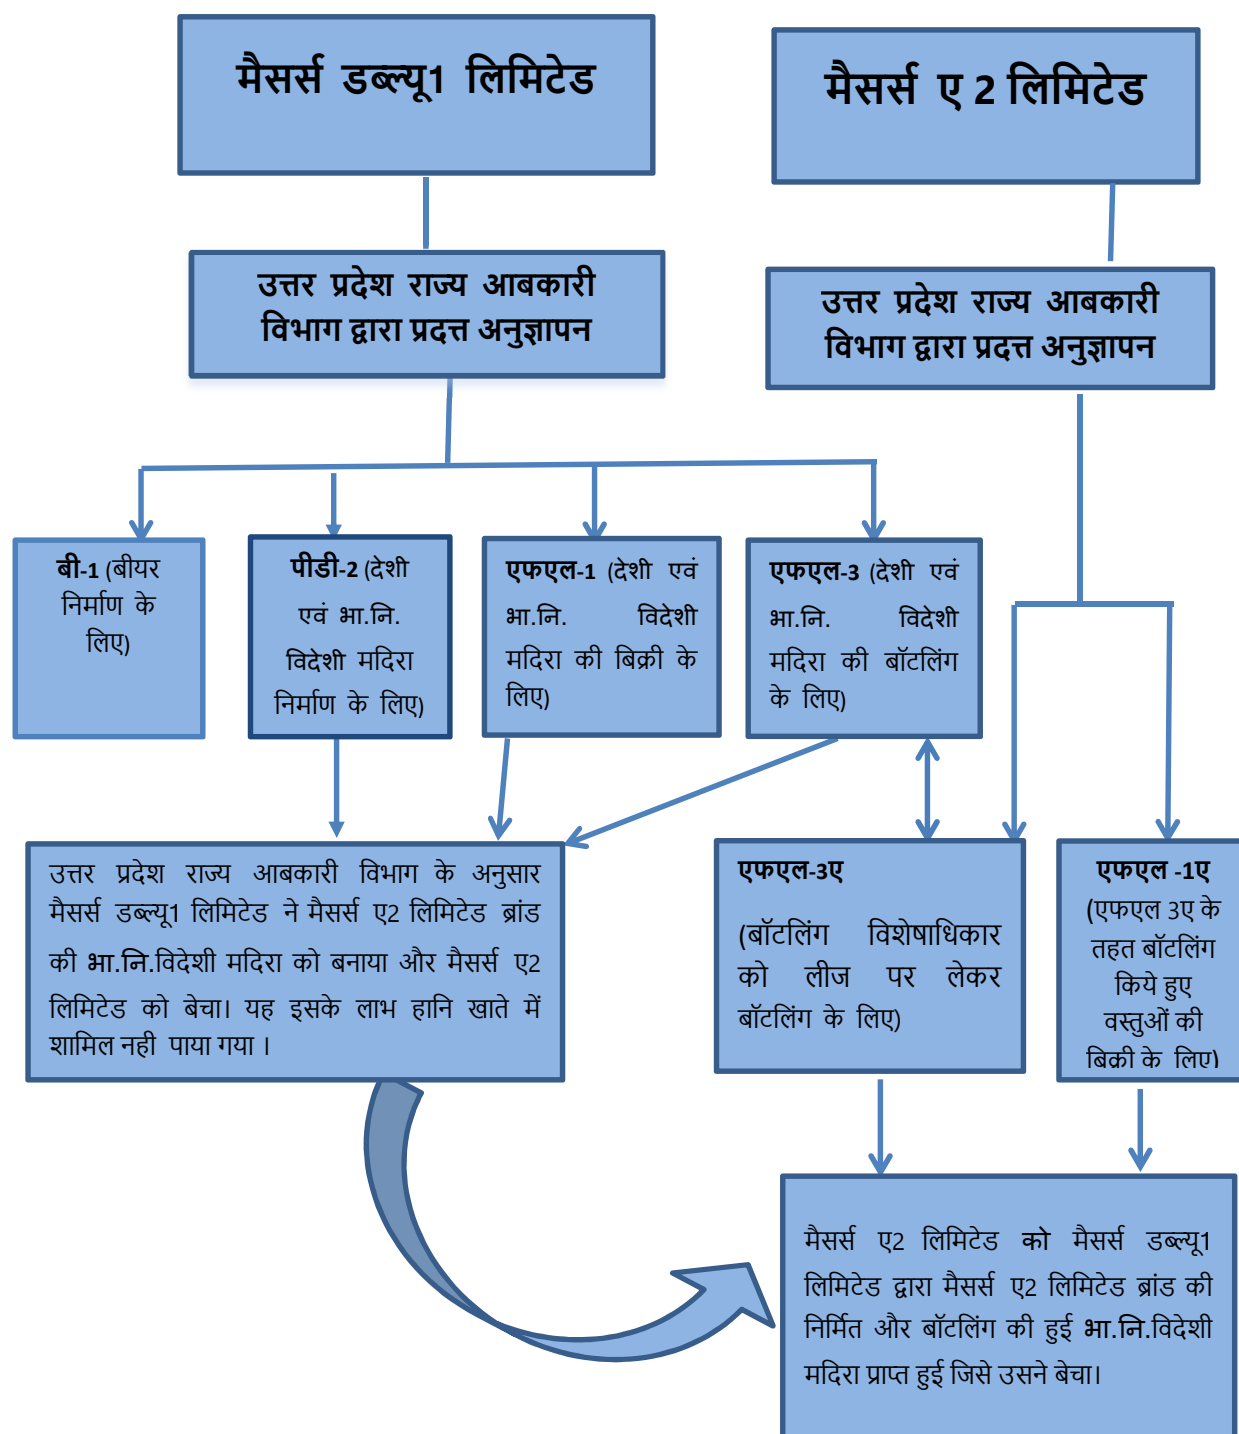 मैसर्स डब्ल्यू1 लिमिटेड
मैसर्स ए 2 लिमिटेड
उत्तर प्रदेश राज्य आबकारी
विभाग द्वारा प्रदत्त अनुज्ञापन
उत्तर प्रदेश राज्य आबकारी
विभाग द्वारा प्रदत्त अनुज्ञापन
बी-1 (बीयर
निर्माण के
लिए)
पीडी-2 (देशी
एवं भा.नि.
विदेशी मदिरा
निर्माण के लिए)
एफएल-1 (देशी एवं
भा.नि. विदेशी
मदिरा की बिक्री के
लिए)
एफएल-3 (देशी एवं
भा.नि. विदेशी
मदिरा की बॉटलिंग
के लिए)
उत्तर प्रदेश राज्य आबकारी विभाग के अनुसार
मैसर्स डब्ल्यू1 लिमिटेड ने मैसर्स ए2 लिमिटेड ब्रांड
की भा.नि.विदेशी मदिरा को बनाया और मैसर्स ए2
लिमिटेड को बेचा। यह इसके लाभ हानि खाते में
शामिल नही पाया गया ।
एफएल-3ए
(बॉटलिंग विशेषाधिकार
को लीज पर लेकर
बॉटलिंग के लिए)
एफएल -1ए
(एफएल 3ए के
तहत बॉटलिंग
किये हुए
वस्तुओं की
बिक्री के लिए)
मैसर्स ए2 लिमिटेड को मैसर्स डब्ल्यू1
लिमिटेड द्वारा मैसर्स ए2 लिमिटेड ब्रांड की
निर्मित और बॉटलिंग की हुई भा.नि.विदेशी
मदिरा प्राप्त हुई जिसे उसने बेचा।